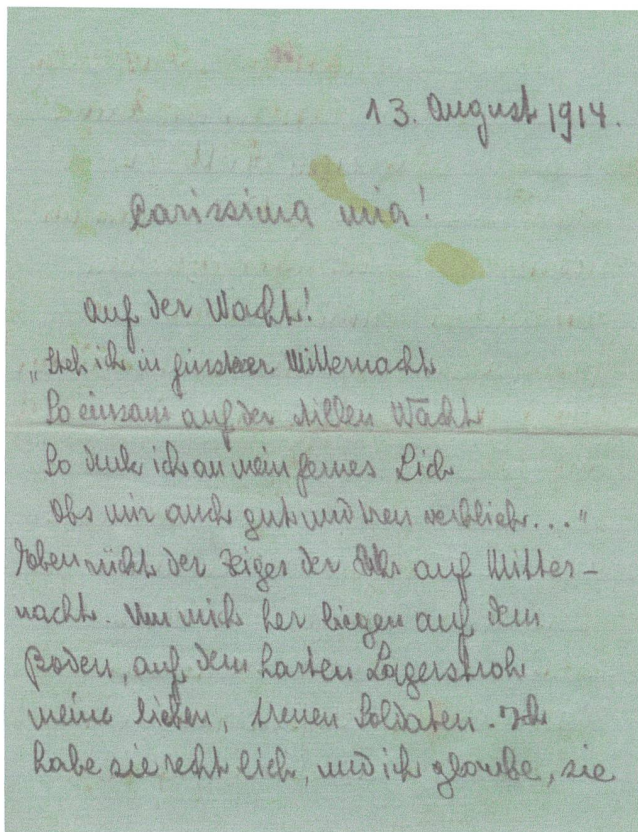 13. August 1914.
Carissima mia!
Auf der Wacht!
„Steh ich in finsterer Mitternacht
So einsam auf der stillen Wacht
So denk ich an mein fernes Lieb
Obs mir auch gut und treu verblieb..."
Eben rückt der Zeiger der Uhr auf Mitter-
nacht. Um mich her liegen auf dem
Boden, auf dem harten Lagerstroh
meine lieben, treuen Soldaten. Ich
habe sie recht lieb, und ich glaube, sie